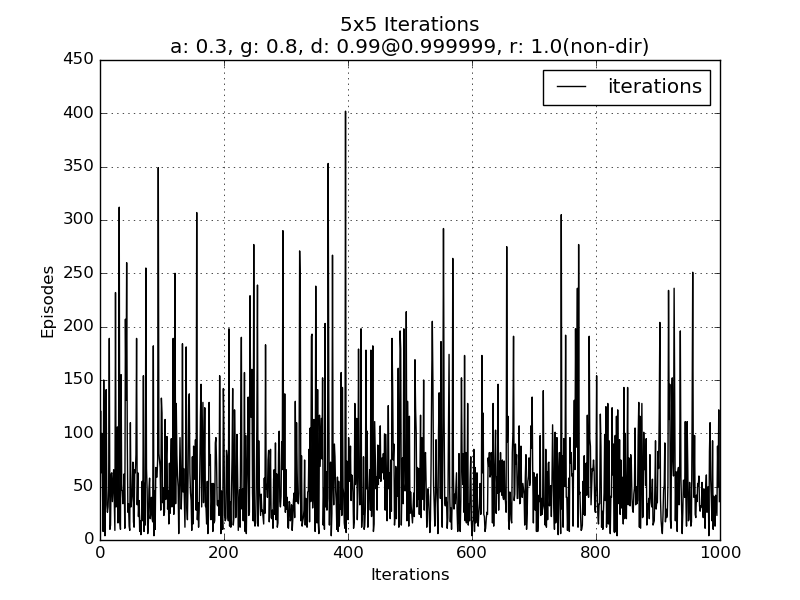 5x5 Iterations
a: 0.3, g: 0.8, d: 0.99@0.999999, r: 1.0(non-dir)
iterations
450
400
350
300
250
200
150
100
50
0
Episodes
0 200 400 600 800 1000
Iterations